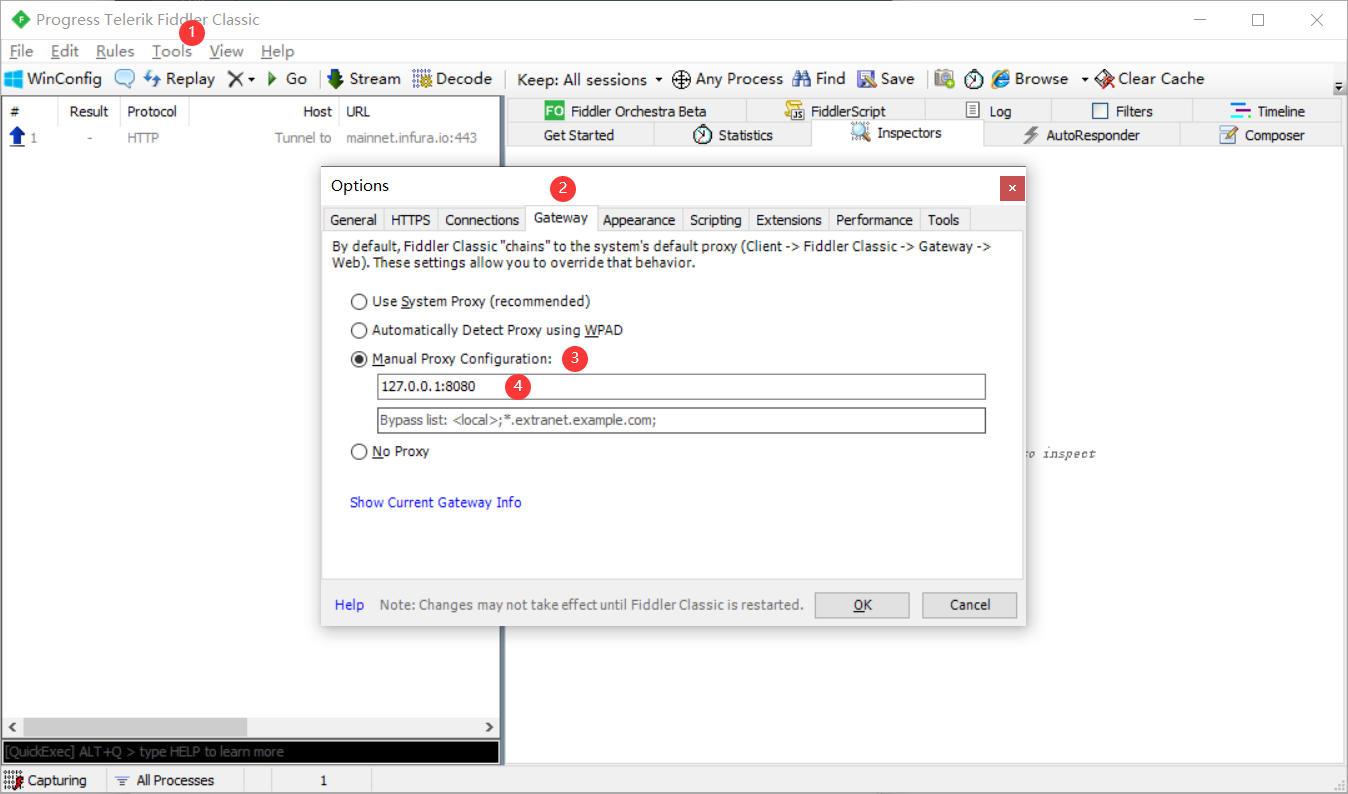 Progress Telerik Fiddler Classic
1
File Edit Rules Tools View Help
WinConfig Replay Go Stream Decode Keep: All sessions Any Process Find Save Browse Clear Cache
# Result Protocol Host URL
1 - HTTP Tunnel to mainnet.infura.io:443
FO Fiddler Orchestra Beta JS FiddlerScript Log Filters Timeline
Get Started Statistics Inspectors AutoResponder Composer
Options
2
General HTTPS Connections Gateway Appearance Scripting Extensions Performance Tools
By default, Fiddler Classic "chains" to the system's default proxy (Client -> Fiddler Classic -> Gateway ->
Web). These settings allow you to override that behavior.
Use System Proxy (recommended)
Automatically Detect Proxy using WPAD
Manual Proxy Configuration: 3
127.0.0.1:8080 4
Bypass list: <local>;*.extranet.example.com;
No Proxy
inspect
Show Current Gateway Info
Help Note: Changes may not take effect until Fiddler Classic is restarted. OK Cancel
[QuickExec] ALT+Q > type HELP to learn more
Capturing All Processes 1